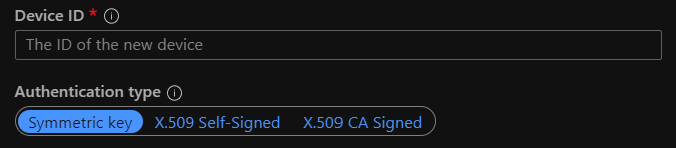 Device ID *
The ID of the new device
Authentication type
Symmetric key X.509 Self-Signed X.509 CA Signed